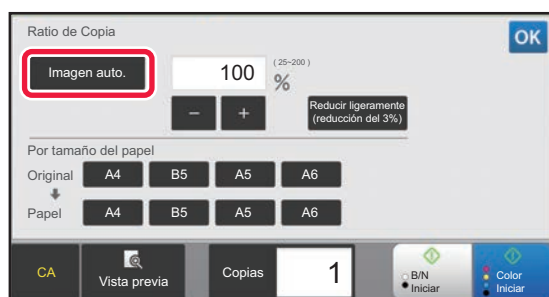 Ratio de Copia
OK
Imagen auto.
100
( 25~200 )
%
−
+
Reducir ligeramente
(reducción del 3%)
Por tamaño del papel
Original A4 B5 A5 A6
Papel A4 B5 A5 A6
CA
Vista previa
Copias
1
B/N
Iniciar
Color
Iniciar